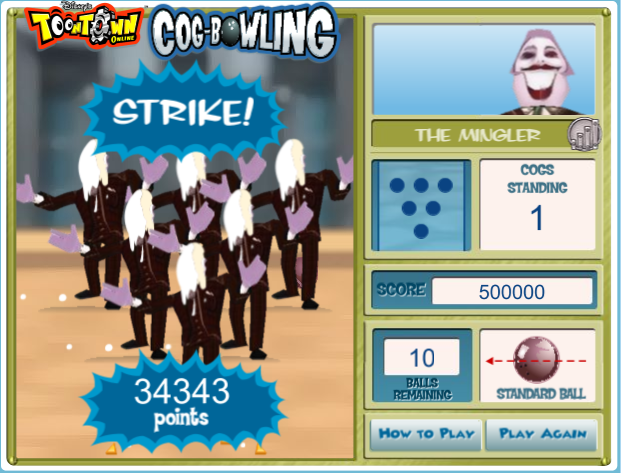 Disney's
TOONTOWN
ONLINE
COG-BOWLING
STRIKE!
34343
points
THE MINGLER
COGS
STANDING
1
SCORE
500000
10
BALLS
REMAINING
STANDARD BALL
HOW TO PLAY
PLAY AGAIN